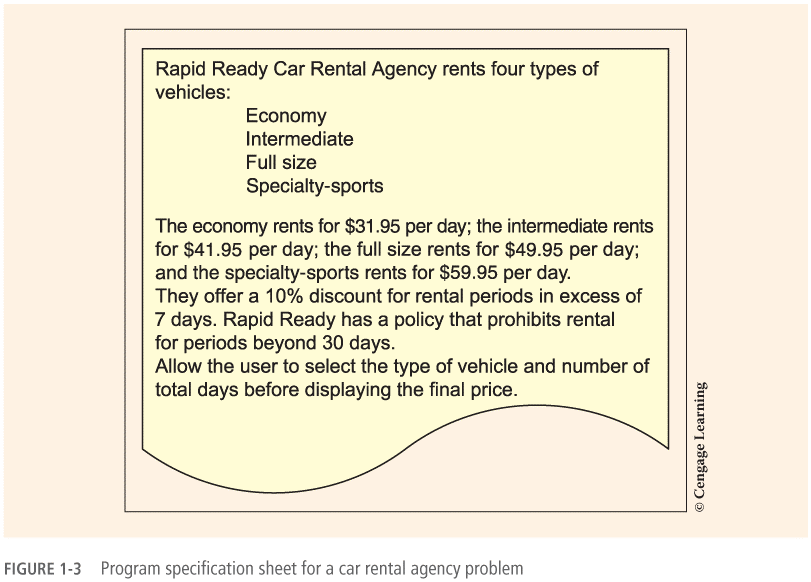 Rapid Ready Car Rental Agency rents four types of
vehicles:
Economy
Intermediate
Full size
Specialty-sports
The economy rents for $31.95 per day; the intermediate rents
for $41.95 per day; the full size rents for $49.95 per day;
and the specialty-sports rents for $59.95 per day.
They offer a 10% discount for rental periods in excess of
7 days. Rapid Ready has a policy that prohibits rental
for periods beyond 30 days.
Allow the user to select the type of vehicle and number of
total days before displaying the final price.
© Cengage Learning
FIGURE 1-3 Program specification sheet for a car rental agency problem